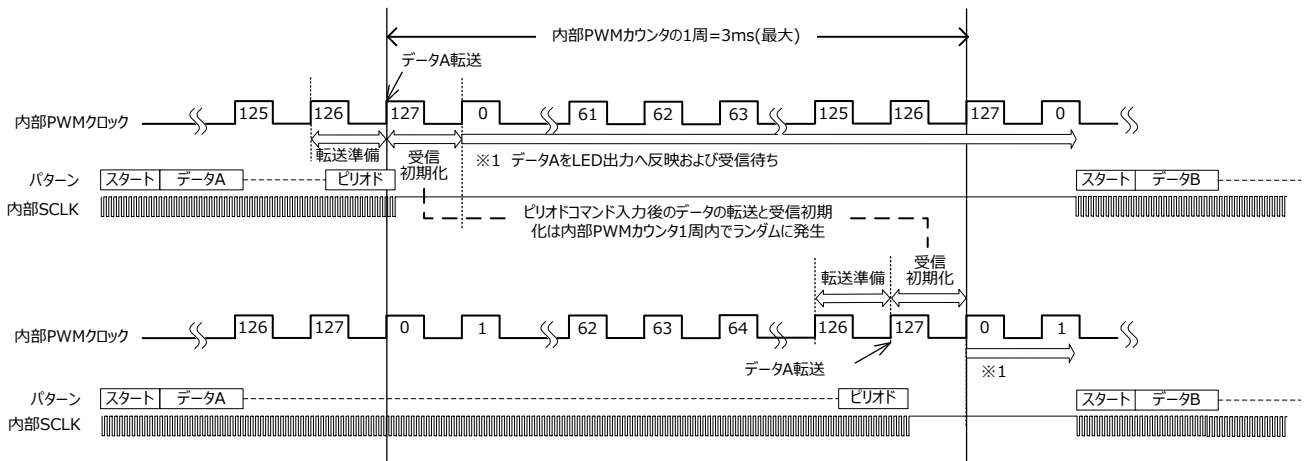 内部PWMカウンタの1周=3ms(最大)
データA転送
内部PWMクロック
125 126 127 0 61 62 63 125 126 127 0
転送準備
受信
初期化
※1 データAをLED出力へ反映および受信待ち
パターン
スタート データA ピリオド スタート データB
内部SCLK
ピリオドコマンド入力後のデータの転送と受信初期
化は内部PWMカウンタ1周内でランダムに発生
転送準備
受信
初期化
内部PWMクロック
126 127 0 1 62 63 64 126 127 0 1
データA転送
※1
パターン
スタート データA ピリオド スタート データB
内部SCLK